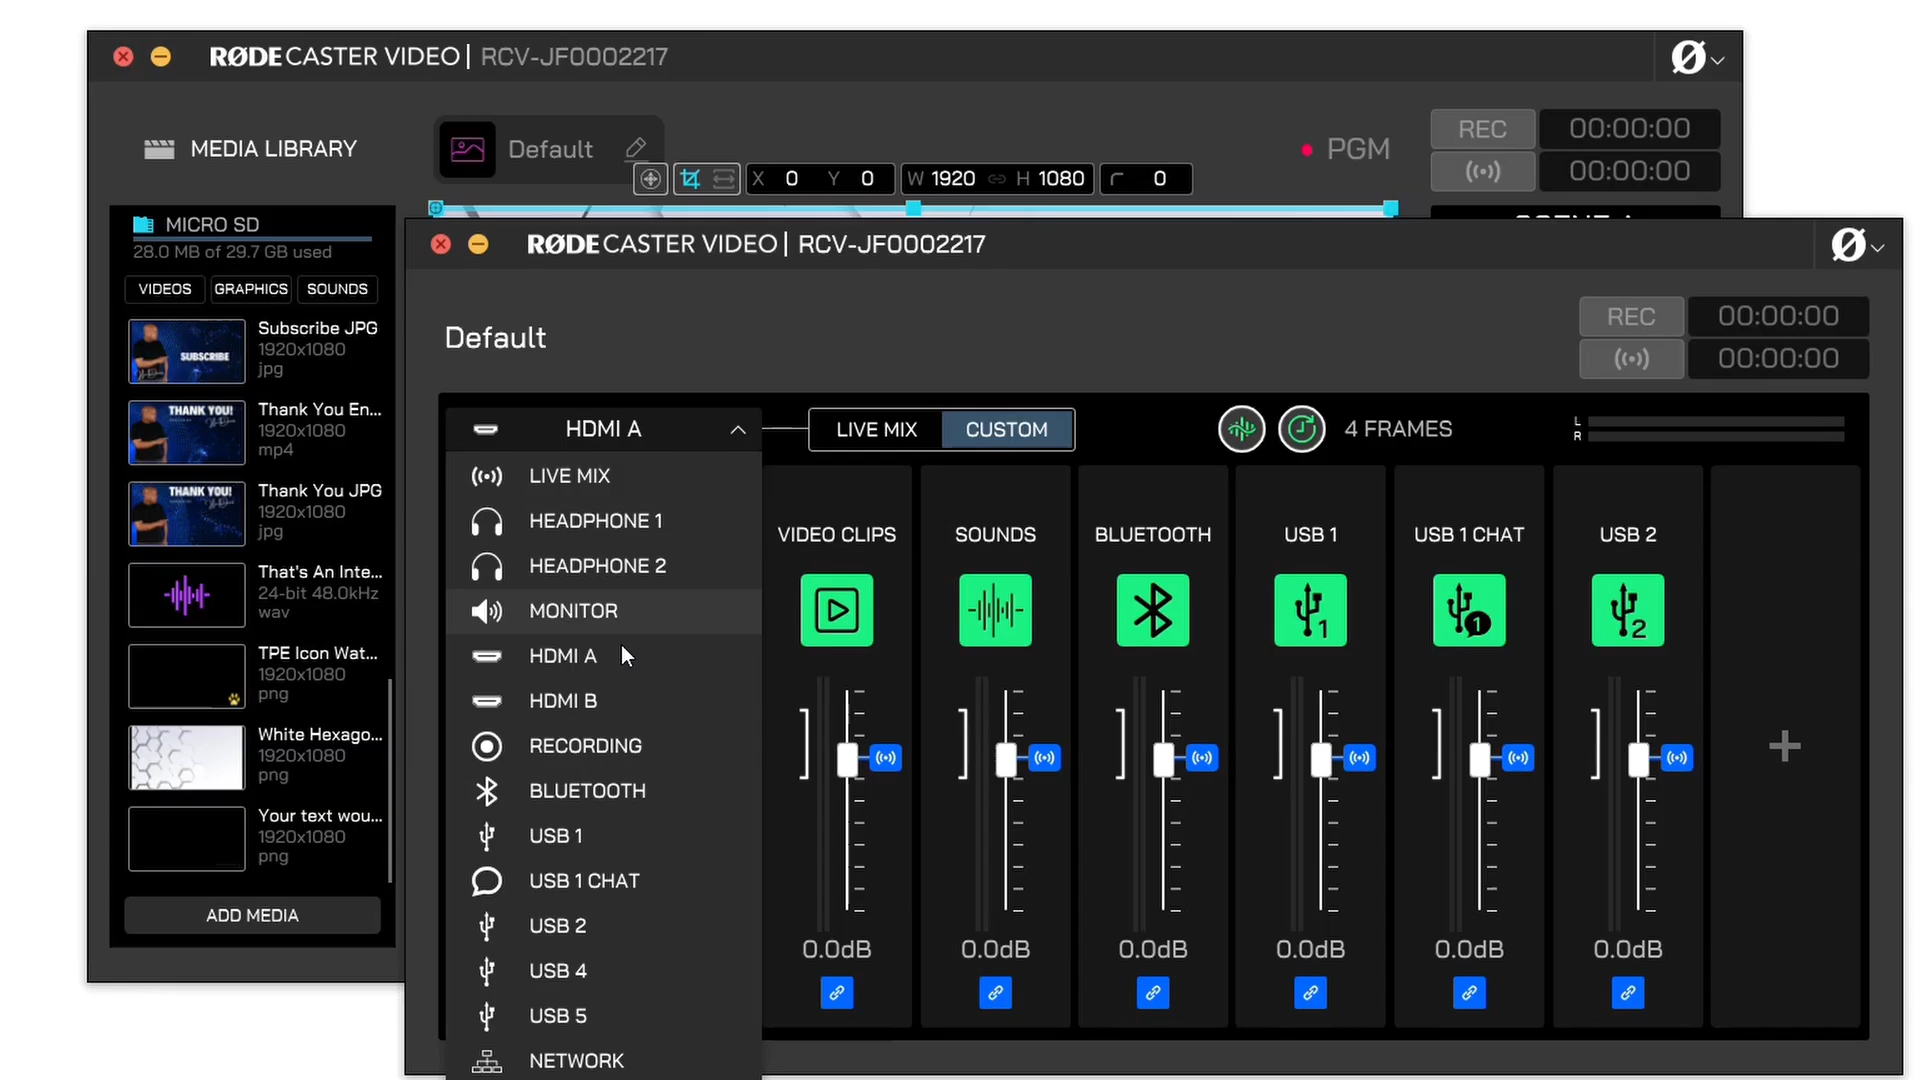 RØDECASTER VIDEO | RCV-JF0002217
MEDIA LIBRARY
Default
PGM
REC 00:00:00
00:00:00
X 0 Y 0 W 1920 H 1080 0
MICRO SD
28.0 MB of 29.7 GB used
VIDEOS GRAPHICS SOUNDS
Subscribe JPG
1920x1080
jpg
SUBSCRIBE
Thank You En...
1920x1080
mp4
THANK YOU!
Thank You JPG
1920x1080
jpg
THANK YOU!
That's An Inte...
24-bit 48.0kHz
wav
TPE Icon Wat...
1920x1080
png
White Hexago...
1920x1080
png
Your text wou...
1920x1080
png
ADD MEDIA
RØDECASTER VIDEO | RCV-JF0002217
Default
REC 00:00:00
00:00:00
HDMI A
LIVE MIX CUSTOM
4 FRAMES
L
R
LIVE MIX
HEADPHONE 1
HEADPHONE 2
MONITOR
HDMI A
HDMI B
RECORDING
BLUETOOTH
USB 1
USB 1 CHAT
USB 2
USB 4
USB 5
NETWORK
VIDEO CLIPS SOUNDS BLUETOOTH USB 1 USB 1 CHAT USB 2
1 1 2
0.0dB 0.0dB 0.0dB 0.0dB 0.0dB 0.0dB